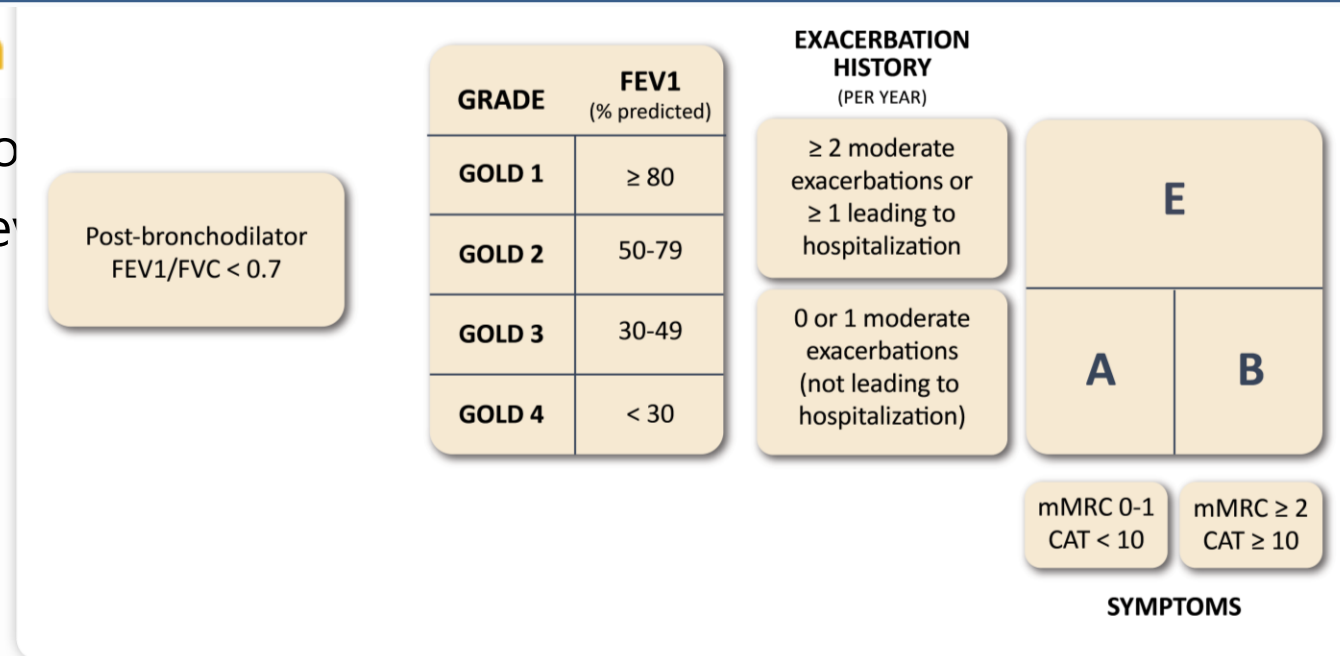 Post-bronchodilator
FEV1/FVC < 0.7
GRADE
FEV1
(% predicted)
GOLD 1
≥ 80
GOLD 2
50-79
GOLD 3
30-49
GOLD 4
< 30
EXACERBATION
HISTORY
(PER YEAR)
≥ 2 moderate
exacerbations or
≥ 1 leading to
hospitalization
0 or 1 moderate
exacerbations
(not leading to
hospitalization)
E
A
B
mMRC 0-1
CAT < 10
mMRC ≥ 2
CAT ≥ 10
SYMPTOMS